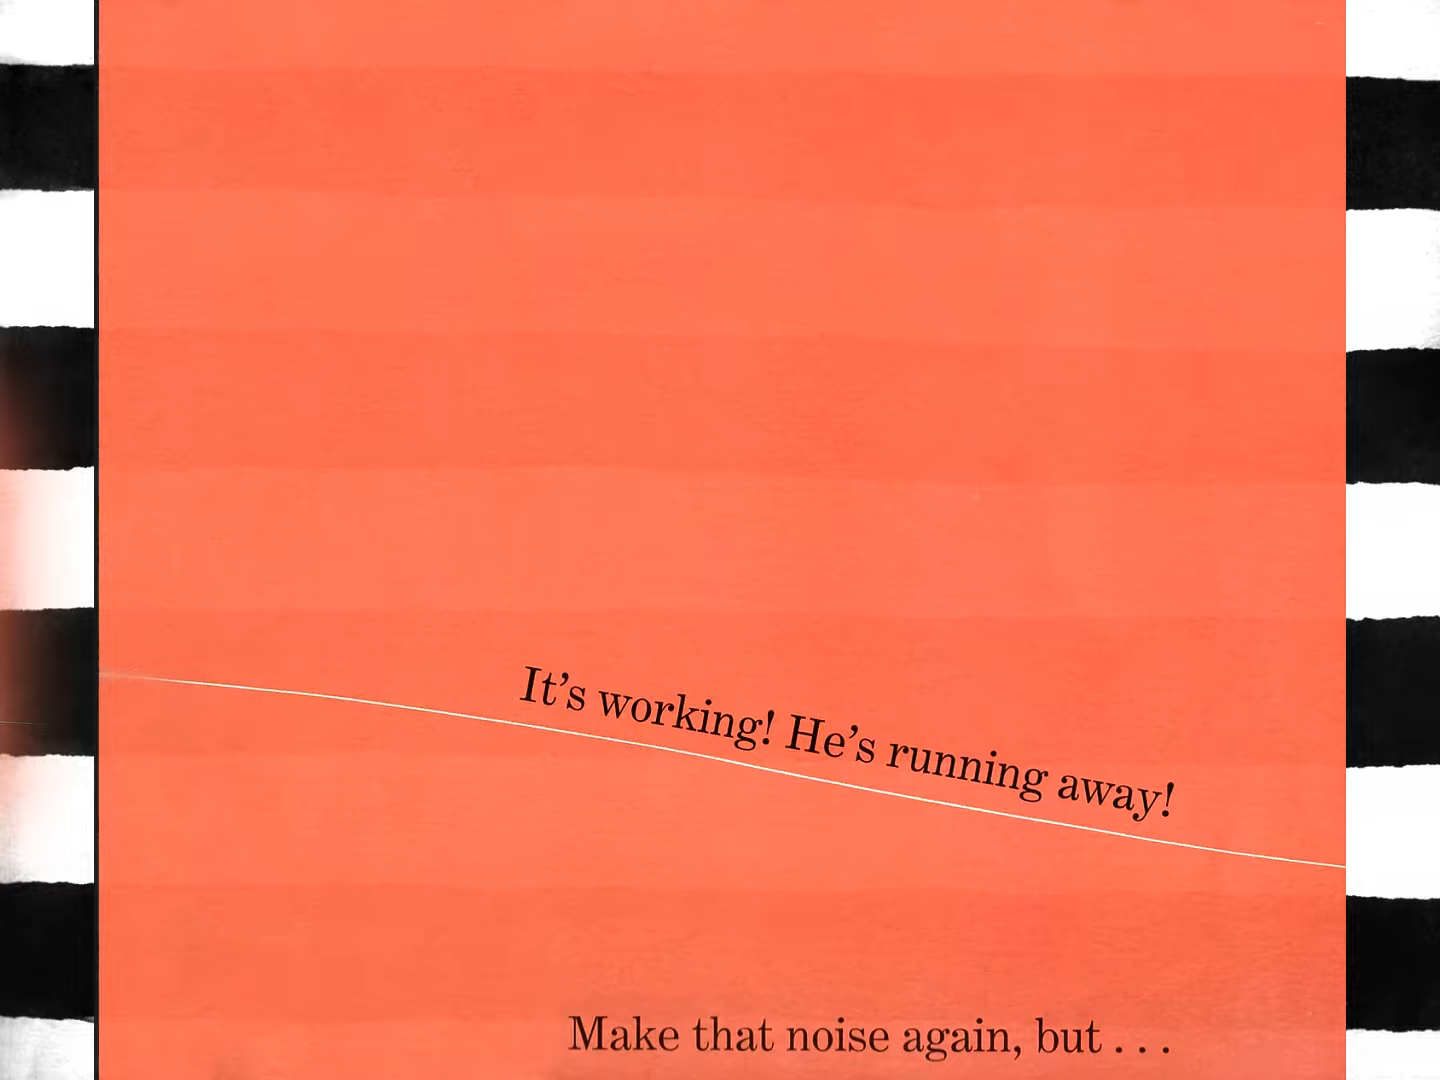 It’s working! He’s running away!
Make that noise again, but . . .